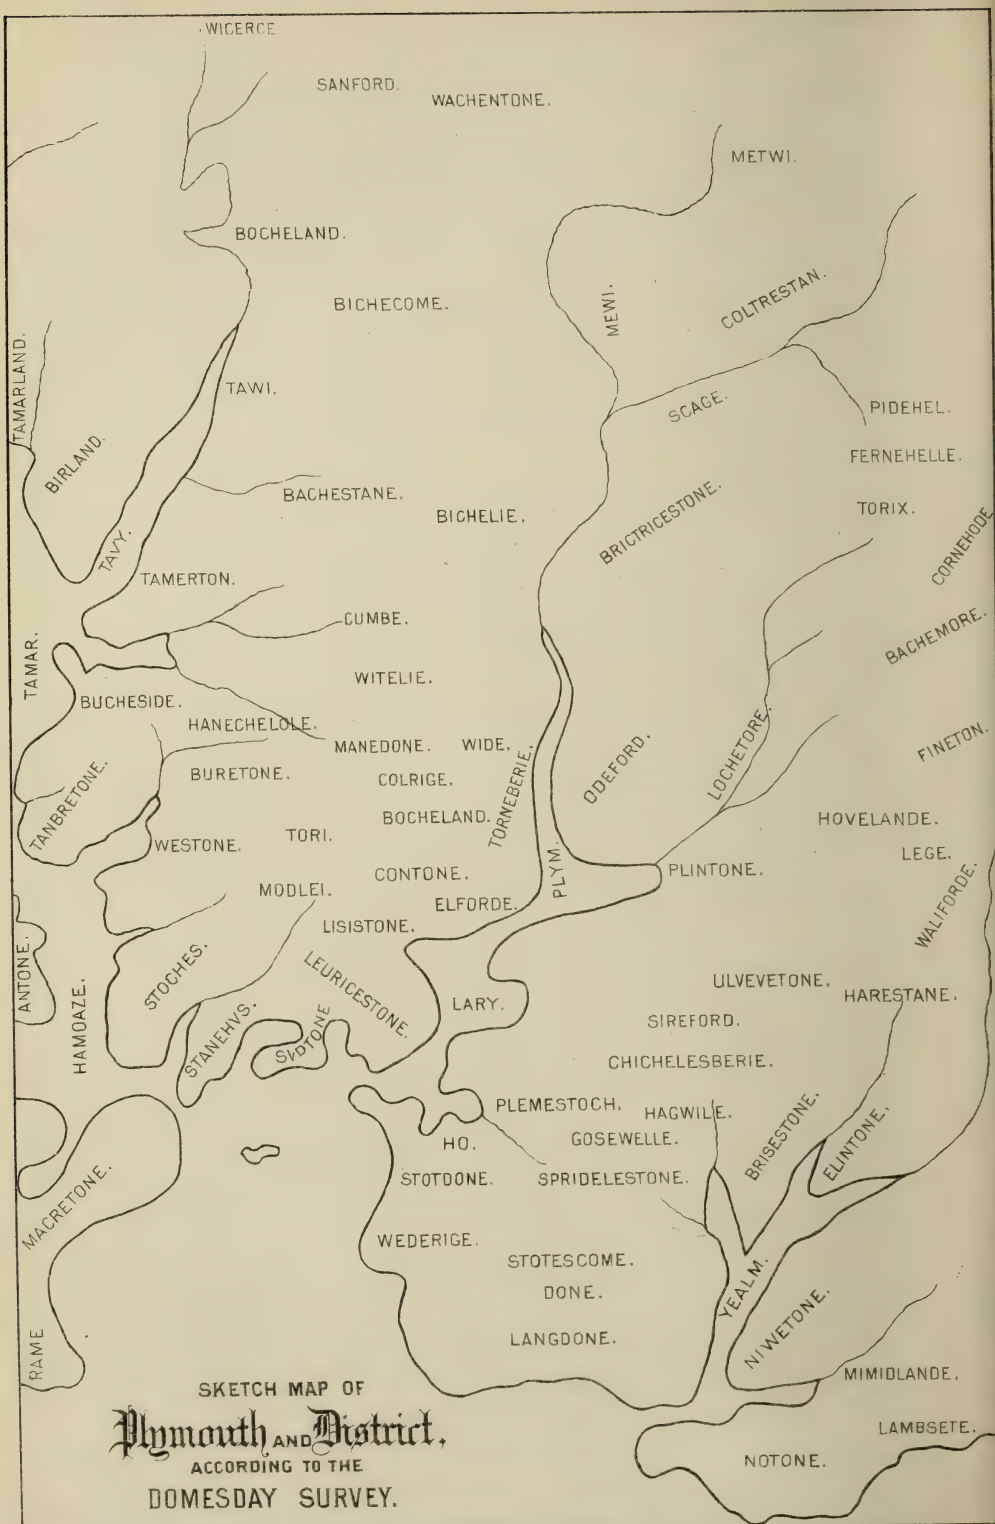 WICERCE
SANFORD.
WACHENTONE.
METWI.
BOCHELAND.
BICHECOME.
MEWI.
COLTRESTAN.
TAMARLAND.
TAWI.
SCAGE.
PIDEHEL.
BIRLAND.
FERNEHELLE.
BACHESTANE.
BICHELIE.
BRICTRICESTONE.
TORIX.
CORNEHODE
TAVY.
TAMERTON.
CUMBE.
BACHEMORE.
TAMAR.
WITELIE.
BUCHESIDE.
HANECHELOLE.
MANEDONE.
WIDE.
LOCHETORE.
FINETON.
BURETONE.
COLRIGE.
TORNEBERIE.
ODEFORD.
TANBRETONE.
BOCHELAND.
HOVELANDE.
WESTONE.
TORI.
LEGE.
CONTONE.
PLYM.
PLINTONE.
MODLEI.
ELFORDE.
WALIFORDE.
LISISTONE.
ANTONE.
STOCHES.
LEURICESTONE.
LARY.
ULVEVETONE.
HARESTANE.
HAMOAZE.
STANEHVS.
SVDTONE
SIREFORD.
CHICHELESBERIE.
PLEMESTOCH.
HAGWILE.
BRISESTONE.
ELINTONE.
HO.
GOSEWELLE.
MACRETONE.
STOTDONE.
SPRIDELESTONE.
WEDERIGE.
STOTESCOME.
YEALM.
DONE.
NIWETONE.
RAME
LANGDONE.
MIMIDLANDE.
LAMBSETE.
NOTONE.
SKETCH MAP OF
Plymouth AND District,
ACCORDING TO THE
DOMESDAY SURVEY.